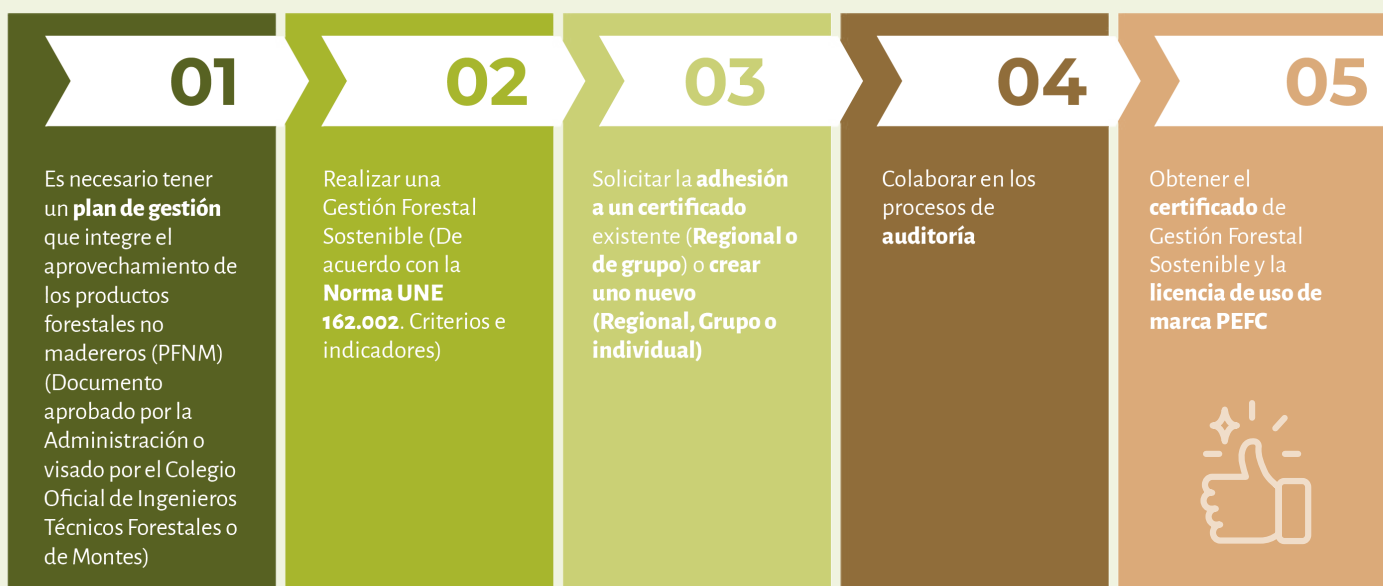 01
Es necesario tener
un plan de gestión
que integre el
aprovechamiento de
los productos
forestales no
madereros (PFNM)
(Documento
aprobado por la
Administración o
visado por el Colegio
Oficial de Ingenieros
Técnicos Forestales o
de Montes)
02
Realizar una
Gestión Forestal
Sostenible (De
acuerdo con la
Norma UNE
162.002. Criterios e
indicadores)
03
Solicitar la adhesión
a un certificado
existente (Regional o
de grupo) o crear
uno nuevo
(Regional, Grupo o
individual)
04
Colaborar en los
procesos de
auditoría
05
Obtener el
certificado de
Gestión Forestal
Sostenible y la
licencia de uso de
marca PEFC